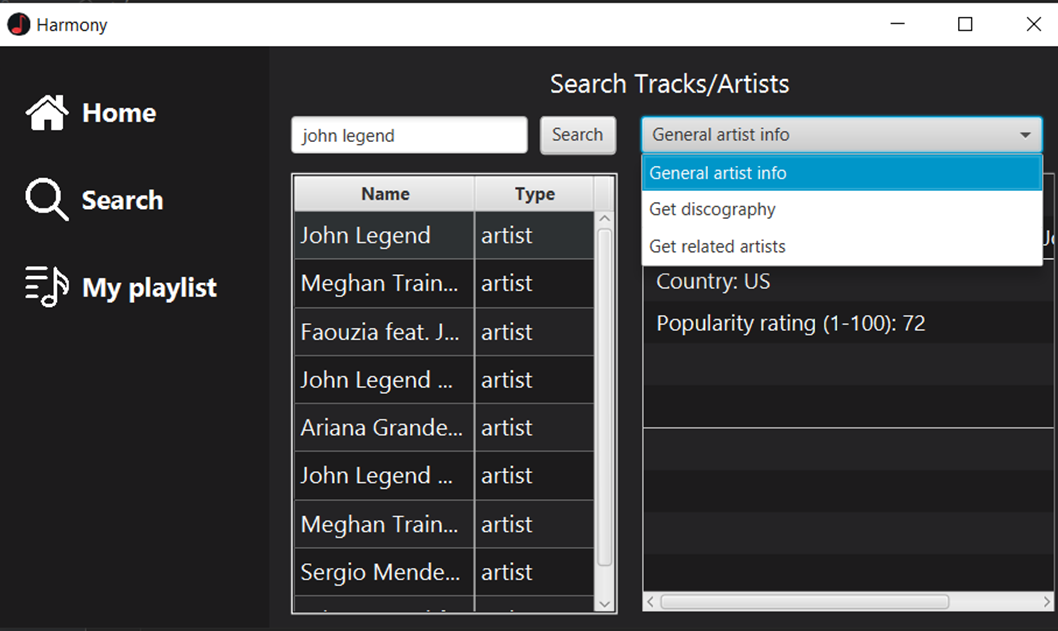 Harmony
Home
Search
My playlist
Search Tracks/Artists
john legend
Search
General artist info
General artist info
Get discography
Get related artists
Name Type
John Legend artist
Meghan Train... artist
Faouzia feat. J... artist
John Legend ... artist
Ariana Grande... artist
John Legend ... artist
Meghan Train... artist
Sergio Mende... artist
Country: US
Popularity rating (1-100): 72